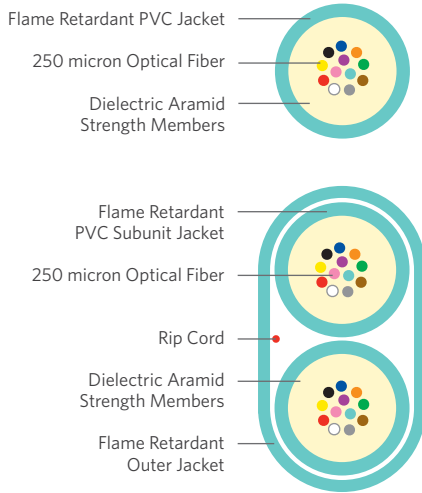 Flame Retardant PVC Jacket
250 micron Optical Fiber
Dielectric Aramid
Strength Members
Flame Retardant
PVC Subunit Jacket
250 micron Optical Fiber
Rip Cord
Dielectric Aramid
Strength Members
Flame Retardant
Outer Jacket